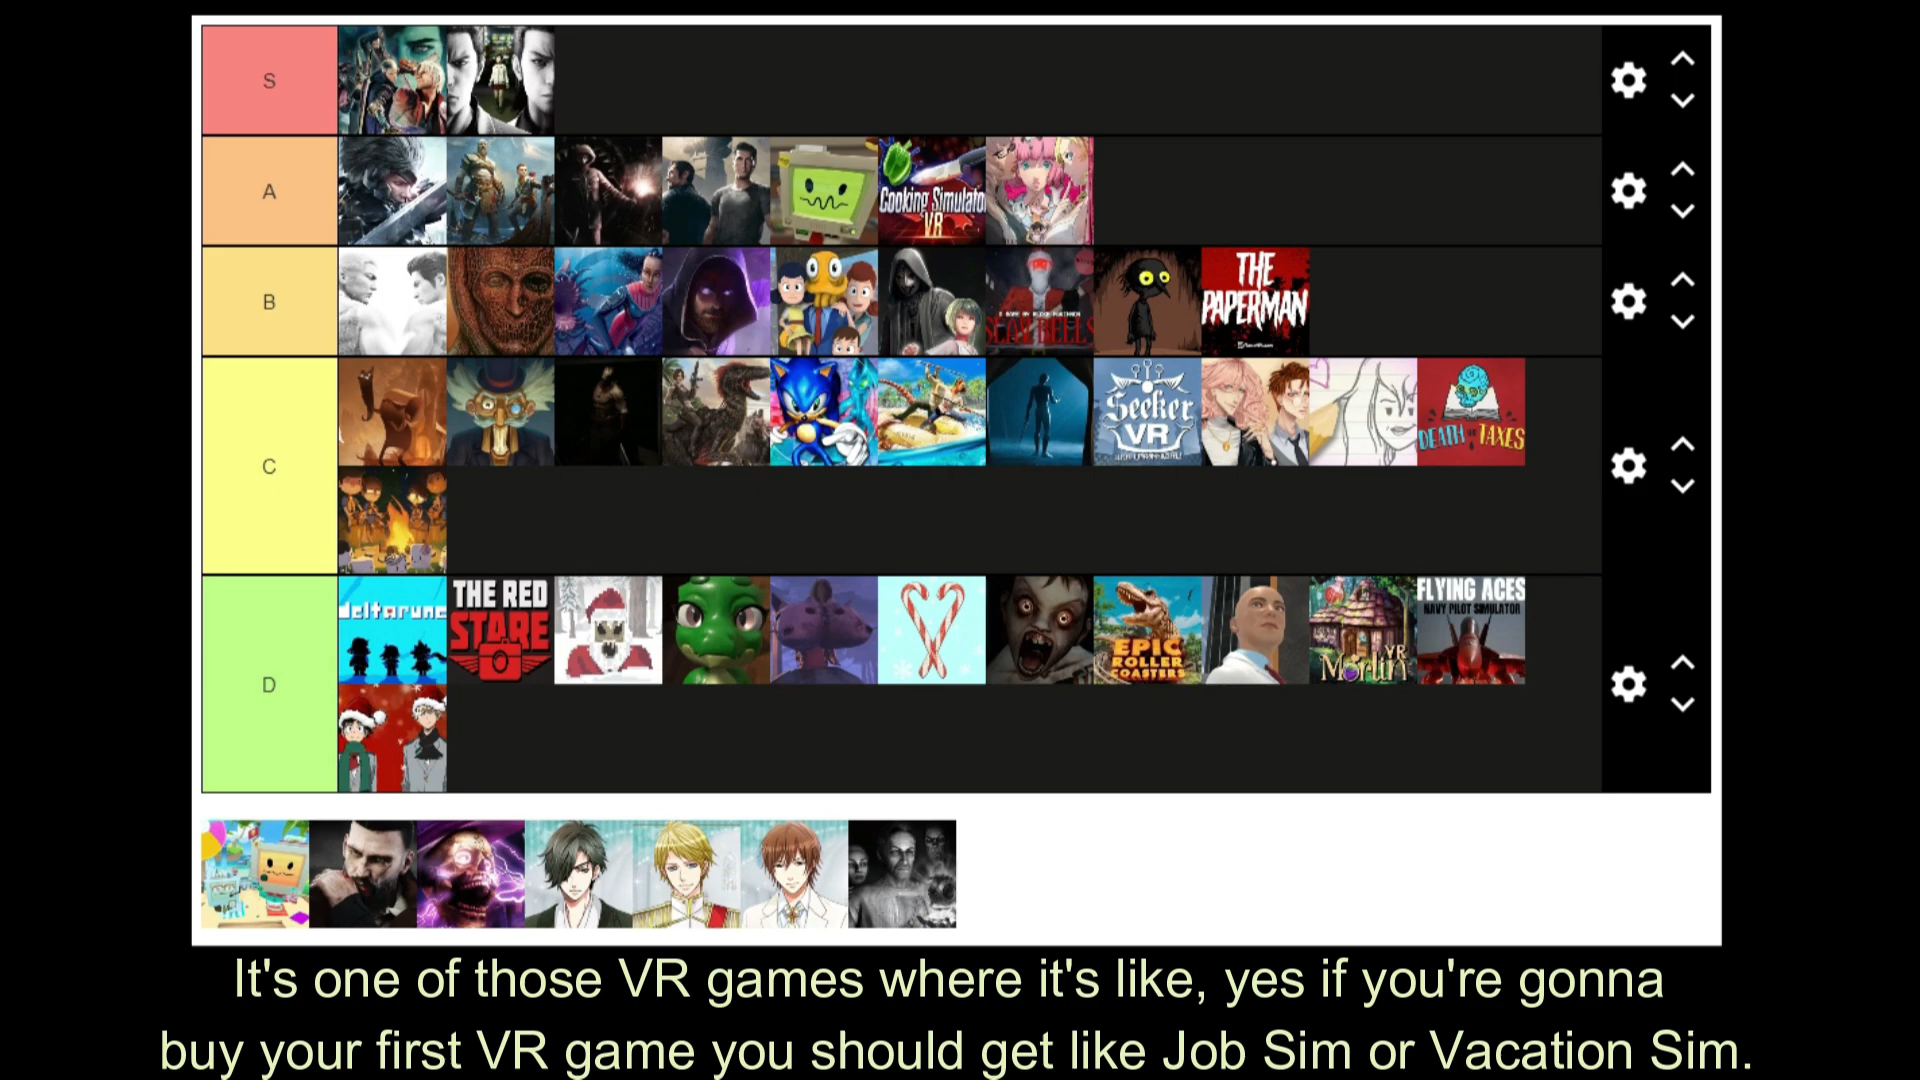 S
A
Cooking Simulator
VR
B
SLAY BELLS
THE
PAPERMAN
C
Seeker
VR
DEATH
TAXES
D
deltarune
THE RED
STARE
EPIC
ROLLER
COASTERS
VR
Merlin
FLYING ACES
NAVY PILOT SIMULATOR
It's one of those VR games where it's like, yes if you're gonna
buy your first VR game you should get like Job Sim or Vacation Sim.